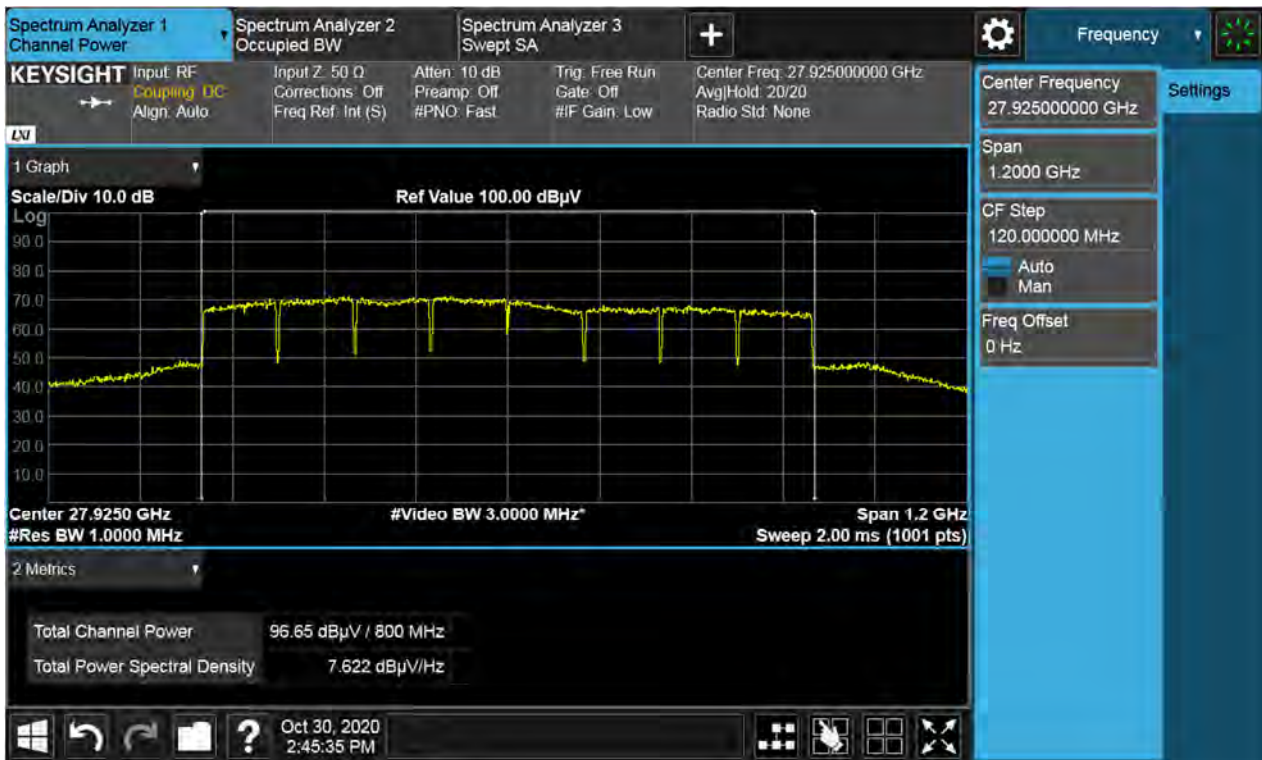 Spectrum Analyzer 1
Channel Power
Spectrum Analyzer 2
Occupied BW
Spectrum Analyzer 3
Swept SA
+
Frequency
KEYSIGHT
Input: RF
Coupling: DC
Align: Auto
LXI
Input Z: 50 Ω
Corrections: Off
Freq Ref: Int (S)
Atten: 10 dB
Preamp: Off
#PNO: Fast
Trig: Free Run
Gate: Off
#IF Gain: Low
Center Freq: 27.925000000 GHz
Avg|Hold: 20/20
Radio Std: None
Center Frequency
27.925000000 GHz
Settings
Span
1.2000 GHz
CF Step
120.000000 MHz
Auto
Man
Freq Offset
0 Hz
1 Graph
Scale/Div 10.0 dB
Ref Value 100.00 dBµV
Log
90.0
80.0
70.0
60.0
50.0
40.0
30.0
20.0
10.0
Center 27.9250 GHz
#Video BW 3.0000 MHz*
Span 1.2 GHz
#Res BW 1.0000 MHz
Sweep 2.00 ms (1001 pts)
2 Metrics
Total Channel Power
96.65 dBµV / 800 MHz
Total Power Spectral Density
7.622 dBµV/Hz
?
Oct 30, 2020
2:45:35 PM